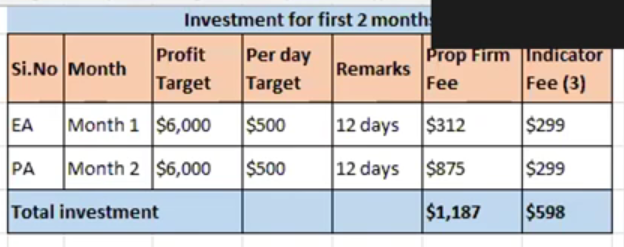 Investment for first 2 months
Si.No Month Profit Target Per day Target Remarks Prop Firm Fee Indicator Fee (3)
EA Month 1 $6,000 $500 12 days $312 $299
PA Month 2 $6,000 $500 12 days $875 $299
Total investment $1,187 $598